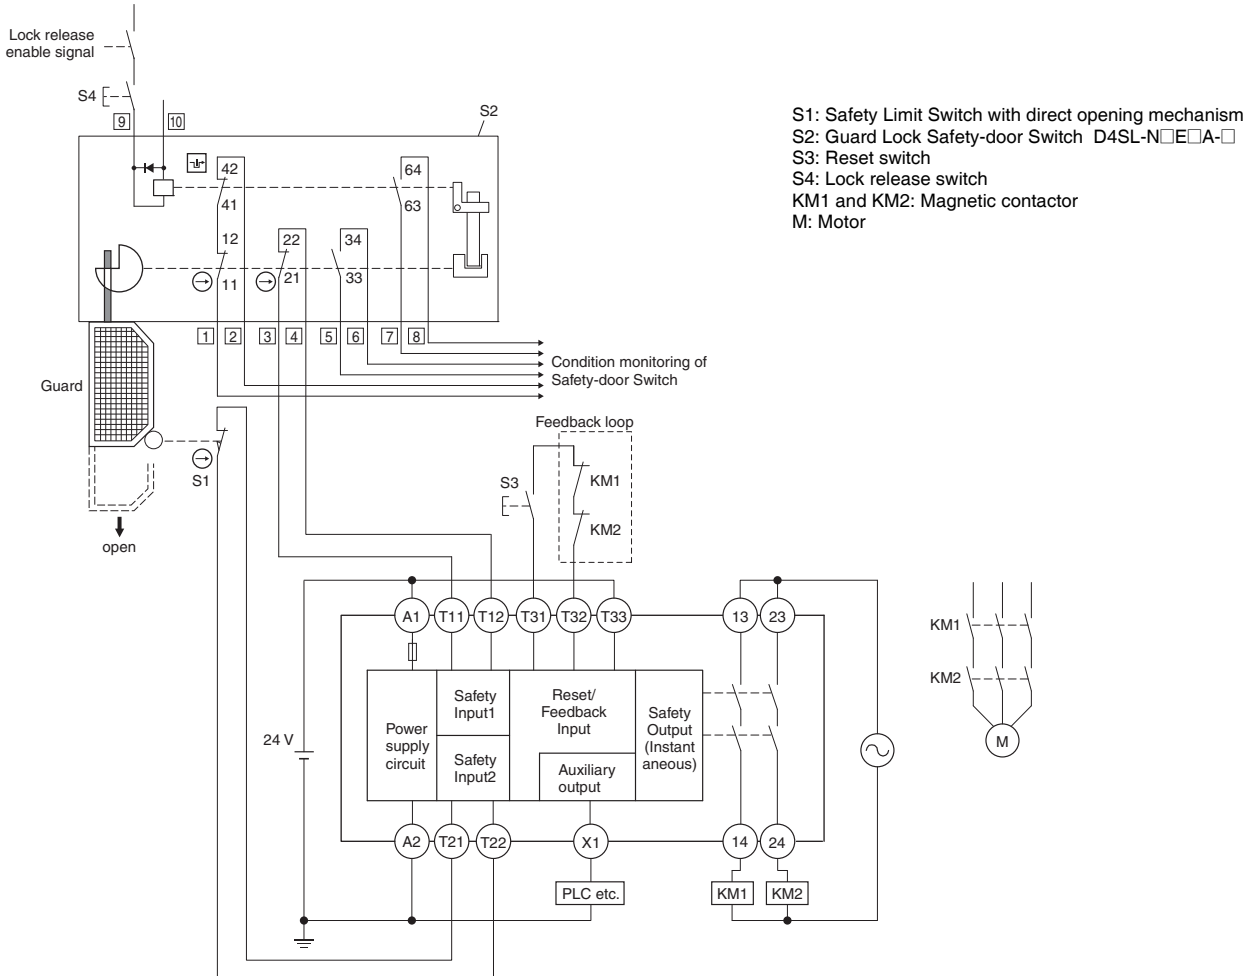 Lock release
enable signal
S4
9
10
S2
S1: Safety Limit Switch with direct opening mechanism
S2: Guard Lock Safety-door Switch D4SL-N□E□A-□
S3: Reset switch
S4: Lock release switch
KM1 and KM2: Magnetic contactor
M: Motor
42
64
41
63
12
22
34
11
21
33
1
2
3
4
5
6
7
8
Condition monitoring of
Safety-door Switch
Guard
S1
open
Feedback loop
S3
KM1
KM2
A1
T11
T12
T31
T32
T33
13
23
KM1
KM2
M
24 V
Power
supply
circuit
Safety
Input1
Safety
Input2
Reset/
Feedback
Input
Auxiliary
output
Safety
Output
(Instant
aneous)
A2
T21
T22
X1
14
24
PLC etc.
KM1
KM2